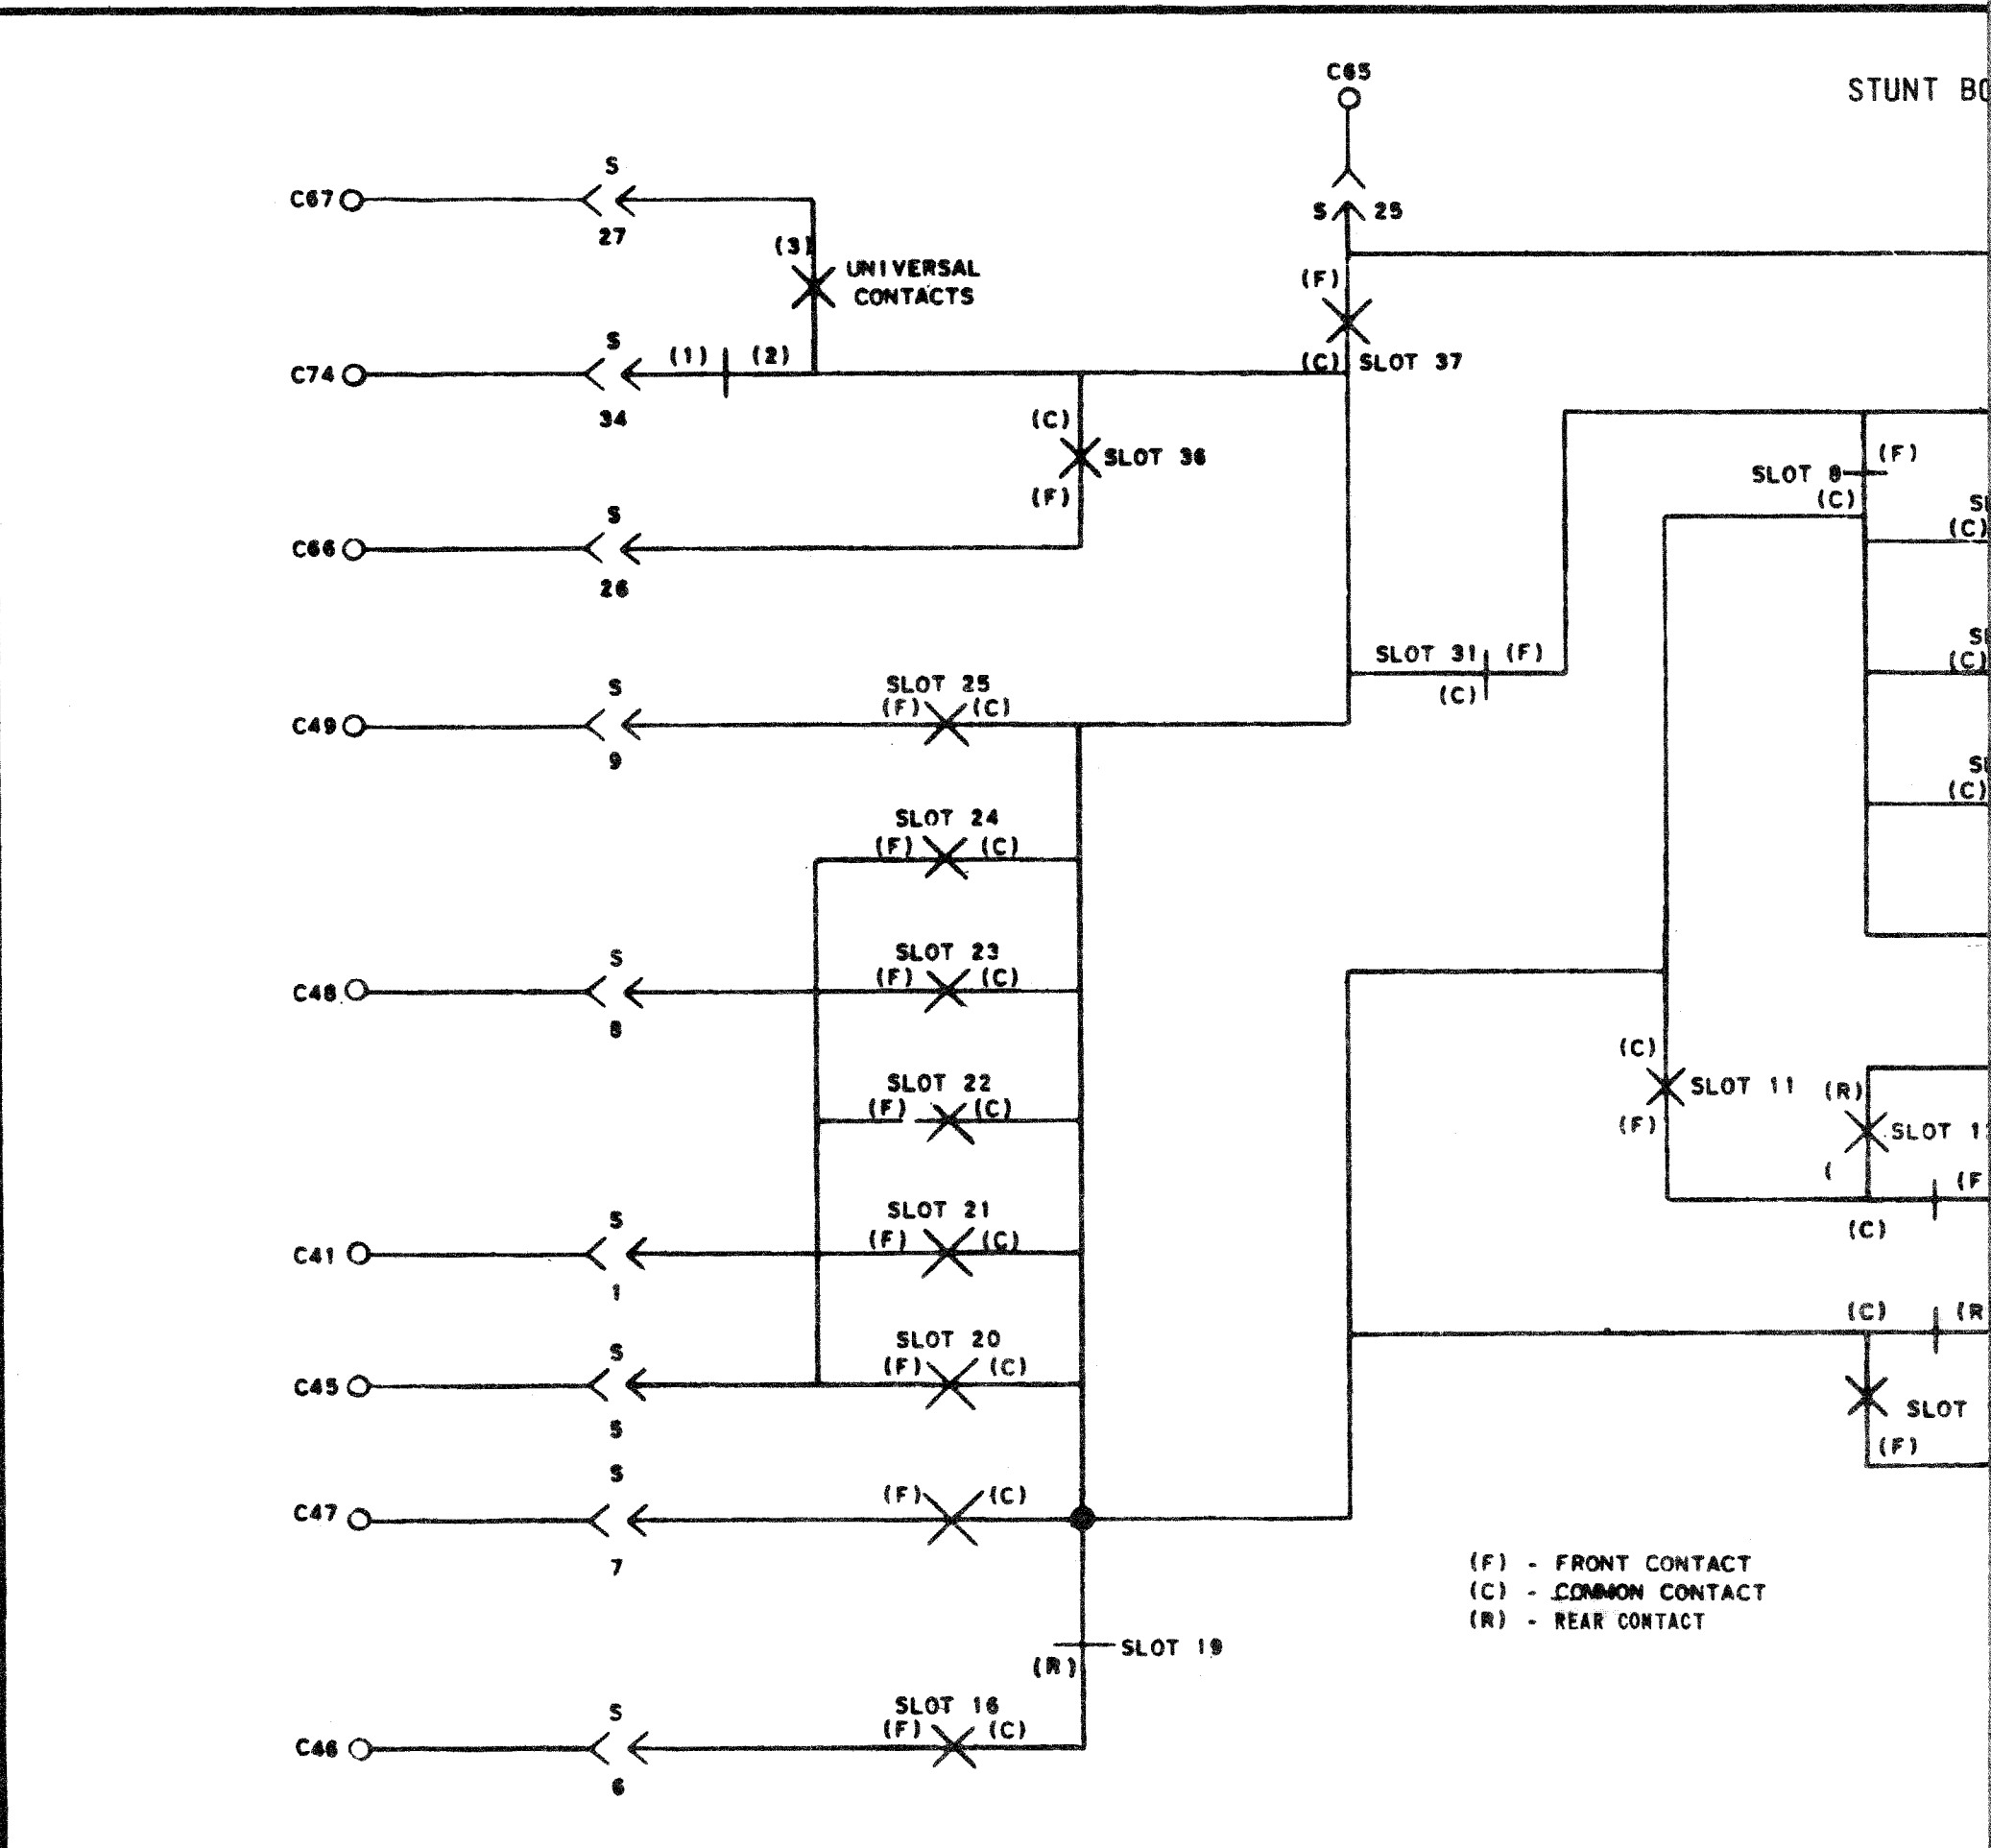 C65
STUNT
S
C67
27
(3)
UNIVERSAL
CONTACTS
S 25
(F)
(C) SLOT 37
S
C74
(1) (2)
34
(C)
SLOT 36
(F)
S
C66
26
(F)
SLOT 8
(C)
(C)
SLOT 31 (F)
(C)
(C)
(C)
S
C49
9
SLOT 25
(F) (C)
SLOT 24
(F) (C)
S
C48
8
SLOT 23
(F) (C)
SLOT 22
(F) (C)
(C)
SLOT 11
(F)
(R)
SLOT
(C)
S
C41
1
SLOT 21
(F) (C)
S
C45
5
SLOT 20
(F) (C)
(C)
SLOT
(F)
S
C47
7
(F) (C)
(F) - FRONT CONTACT
(C) - COMMON CONTACT
(R) - REAR CONTACT
SLOT 19
(R)
S
C46
6
SLOT 16
(F) (C)